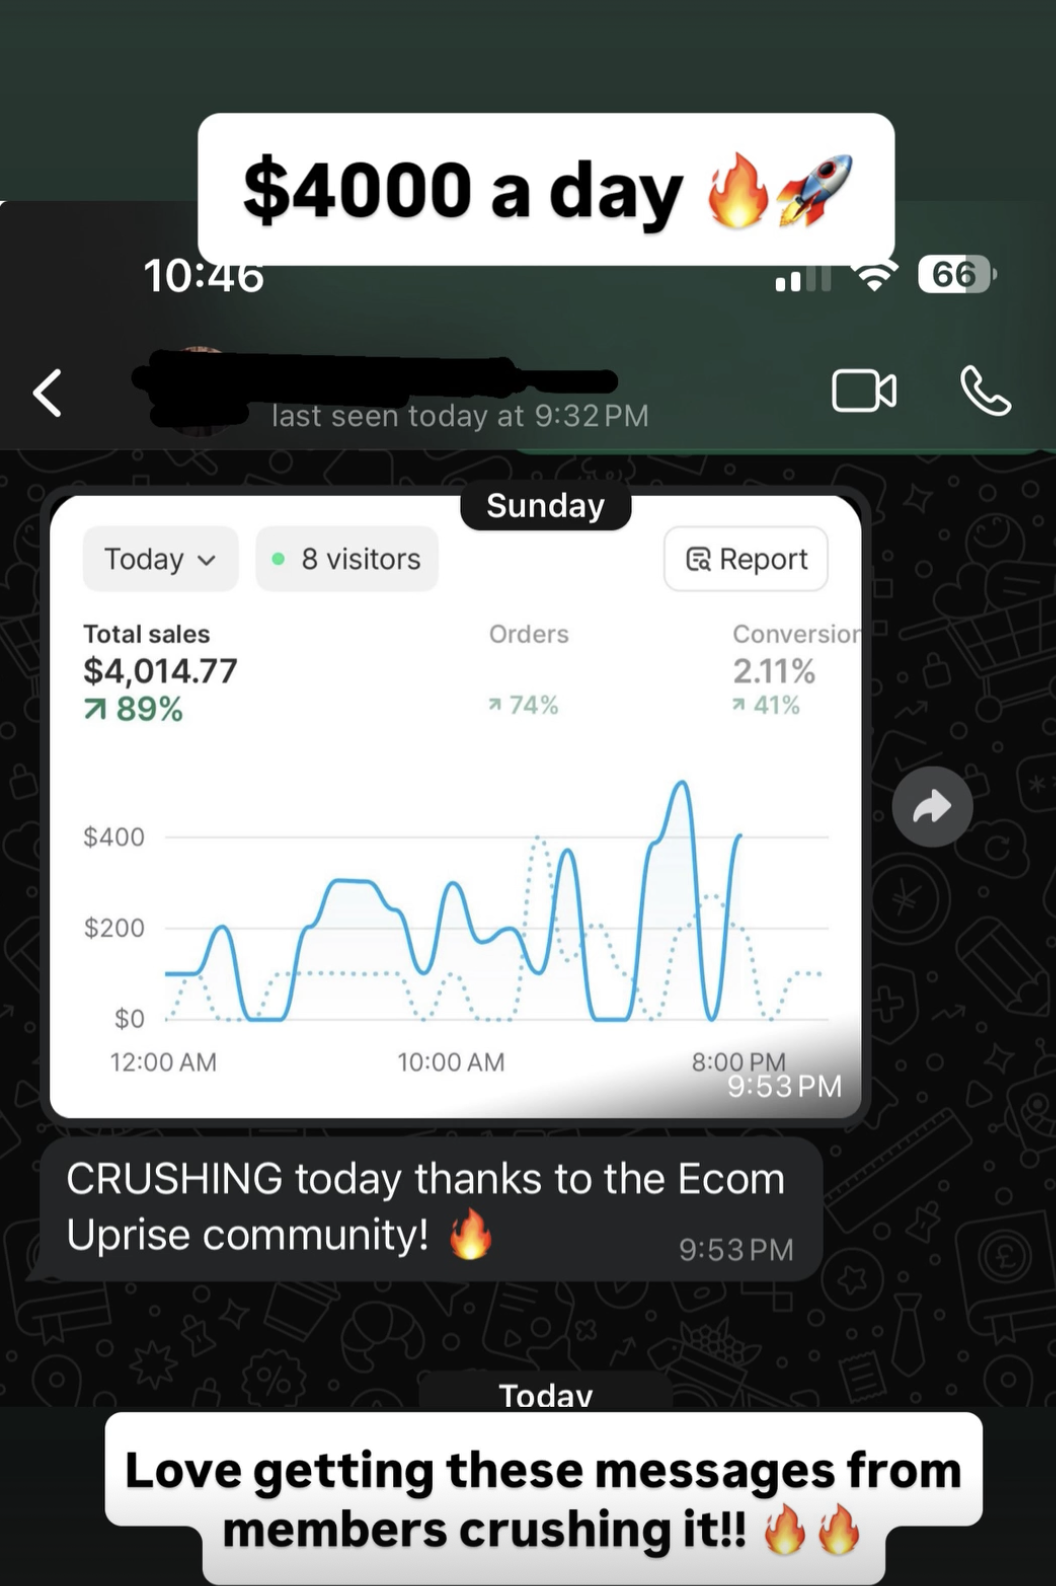 $4000 a day 🔥🚀
10:46
66
last seen today at 9:32 PM
Sunday
Today
8 visitors
Report
Total sales
Orders
Conversion
$4,014.77
2.11%
89%
74%
41%
$400
$200
$0
12:00 AM
10:00 AM
8:00 PM
9:53 PM
CRUSHING today thanks to the Ecom
Uprise community! 🔥
9:53 PM
Today
Love getting these messages from
members crushing it!! 🔥🔥